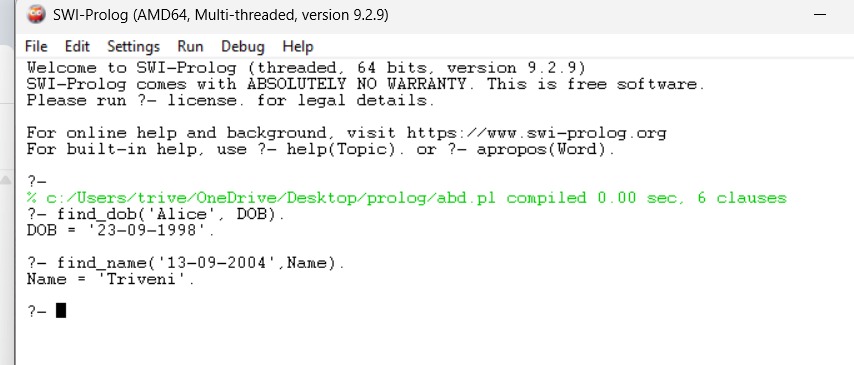 SWI-Prolog (AMD64, Multi-threaded, version 9.2.9)
File Edit Settings Run Debug Help
Welcome to SWI-Prolog (threaded, 64 bits, version 9.2.9)
SWI-Prolog comes with ABSOLUTELY NO WARRANTY. This is free software.
Please run ?- license. for legal details.
For online help and background, visit https://www.swi-prolog.org
For built-in help, use ?- help(Topic). or ?- apropos(Word).
?-
% c:/Users/trive/OneDrive/Desktop/prolog/abd.pl compiled 0.00 sec, 6 clauses
?- find_dob('Alice', DOB).
DOB = '23-09-1998'.
?- find_name('13-09-2004',Name).
Name = 'Triveni'.
?-